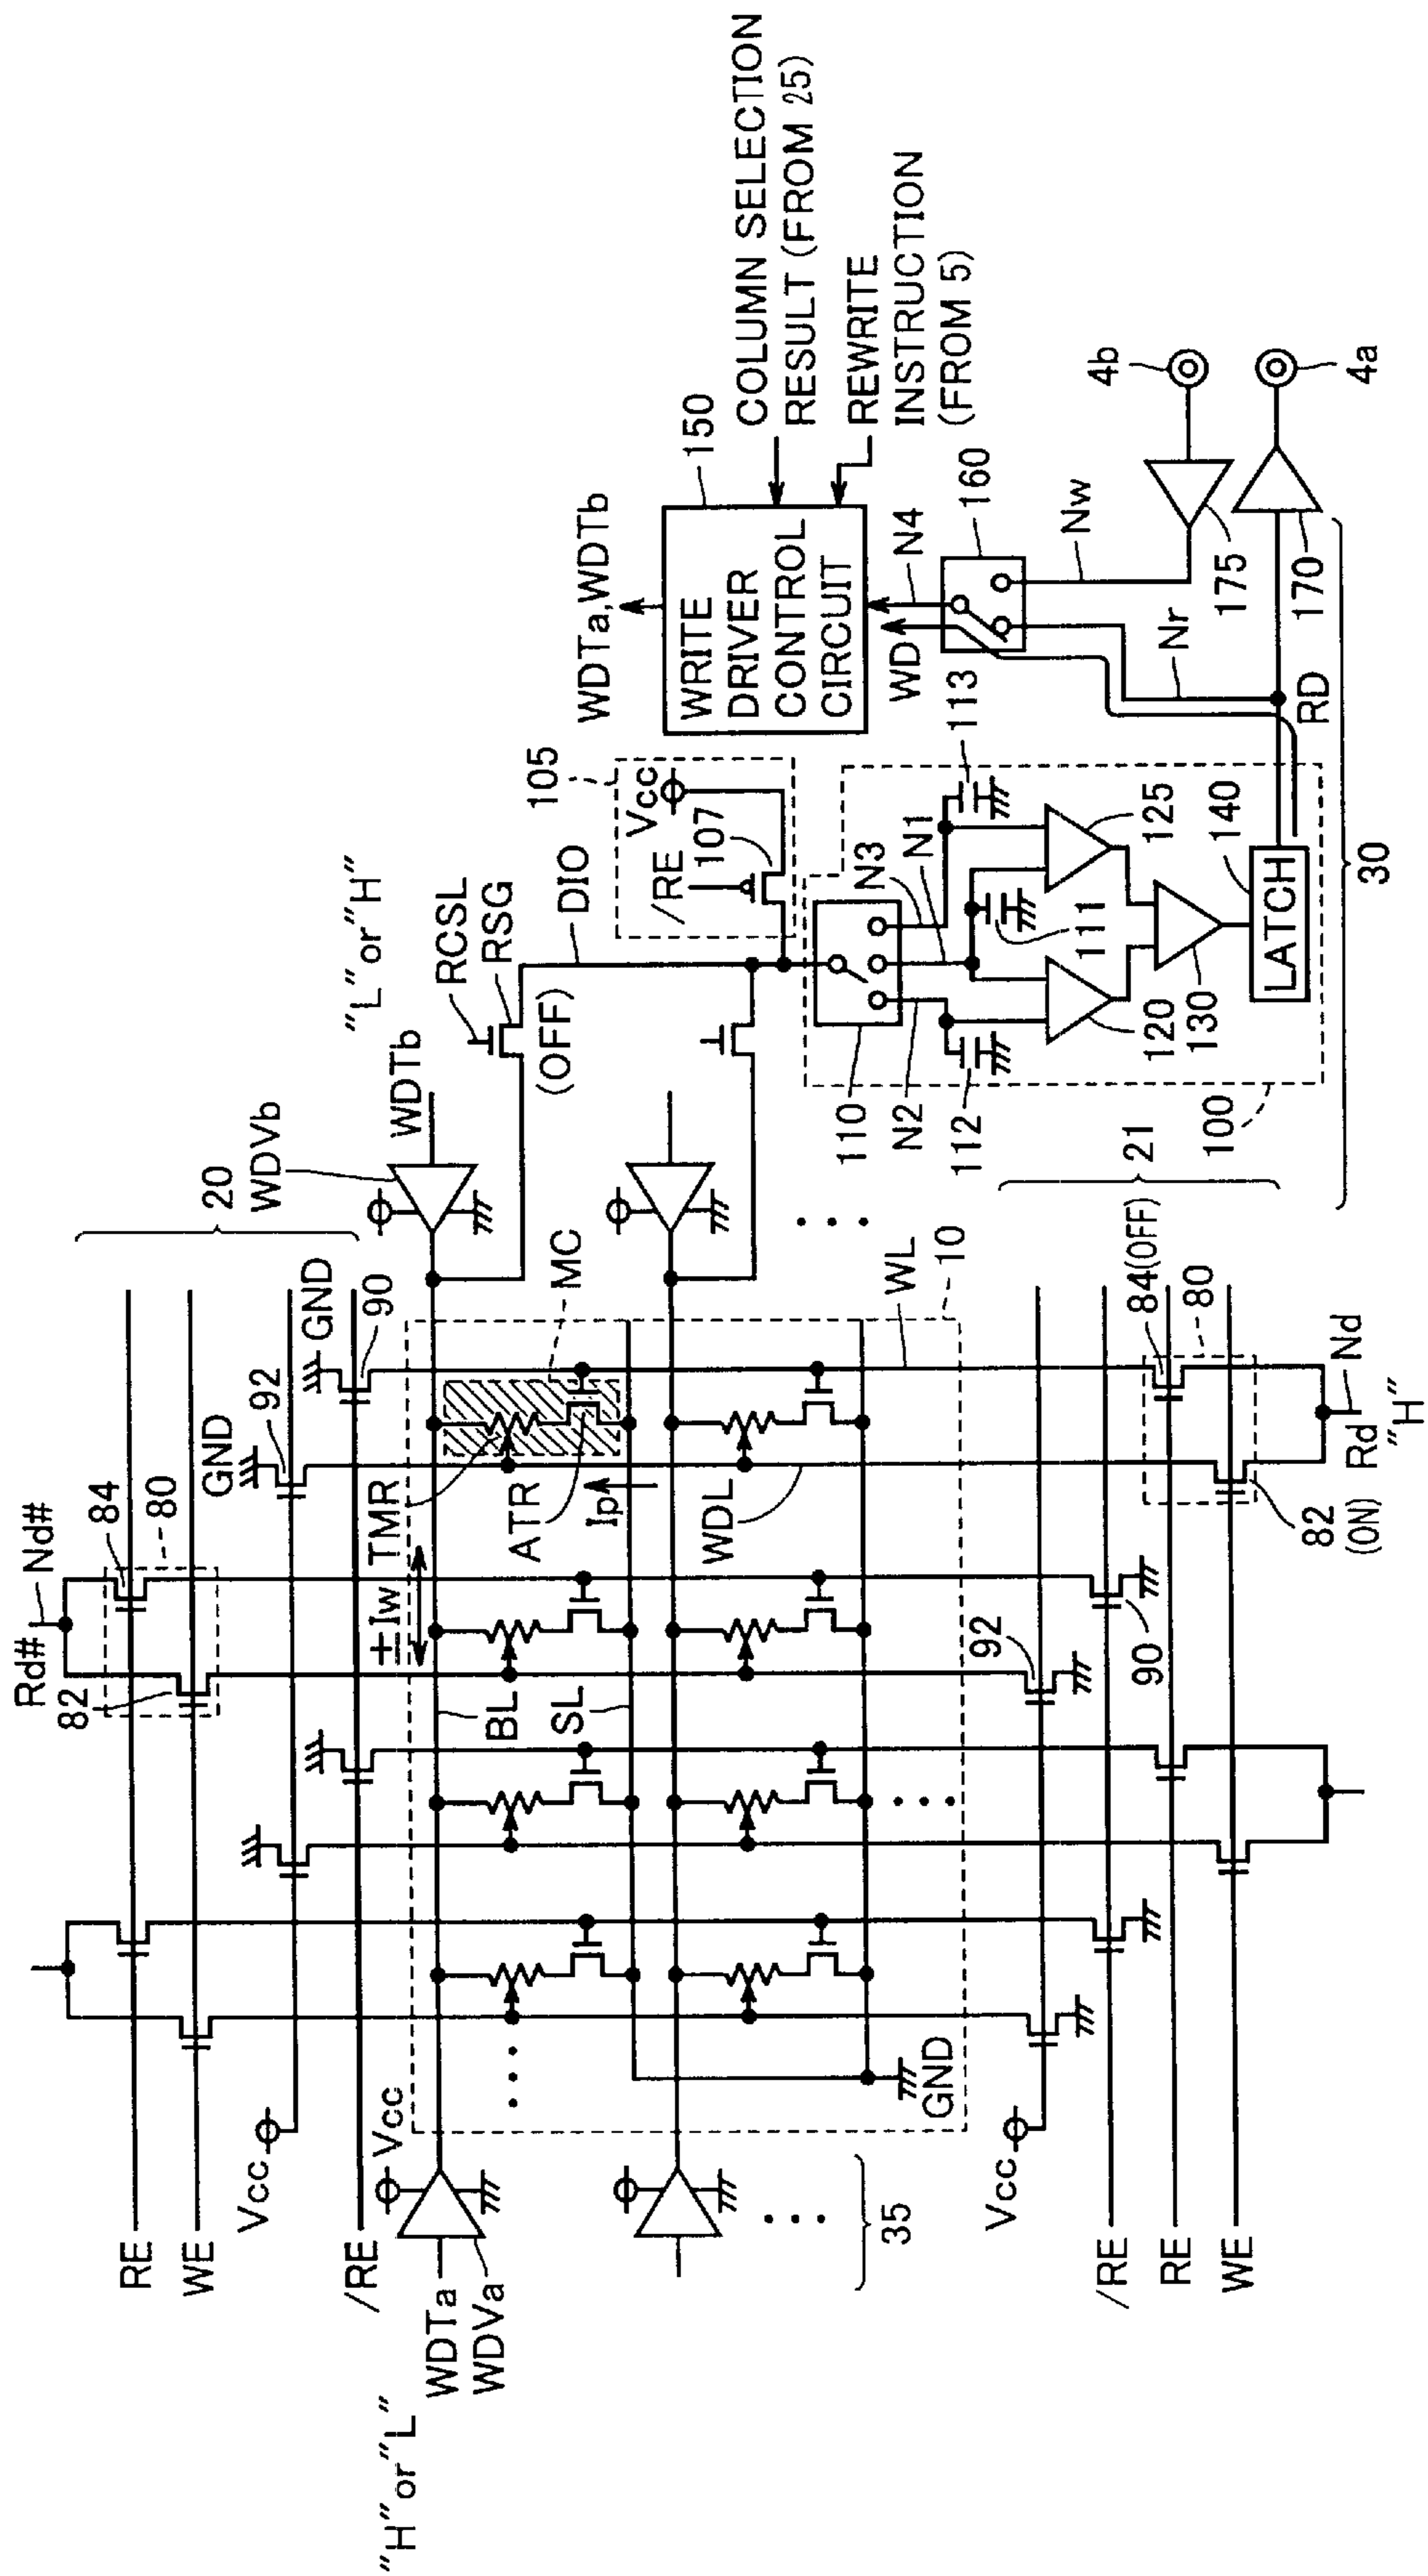 "H" or "L"
WDTa
WDVa
RE
WE
Vcc
/RE
Vcc
35
Vcc
/RE
RE
WE
GND
Rd#
Nd#
82
84
80
BL
SL
±Iw
TMR
ATR
Ip
WDL
92
90
GND
92
GND
90
20
WDVb
WDTb
MC
10
WL
84(OFF)
80
82
(ON)
Rd
Nd
"H"
21
"L" or "H"
RCSL
RSG
(OFF)
DIO
105
Vcc
/RE
107
110
N2
112
N3
N1
113
111
120
125
130
LATCH
140
100
30
RD
Nr
WDTa,WDTb
150
WRITE
DRIVER
CONTROL
CIRCUIT
COLUMN SELECTION
RESULT (FROM 25)
REWRITE
INSTRUCTION
(FROM 5)
WD
N4
160
Nw
175
170
4b
4a